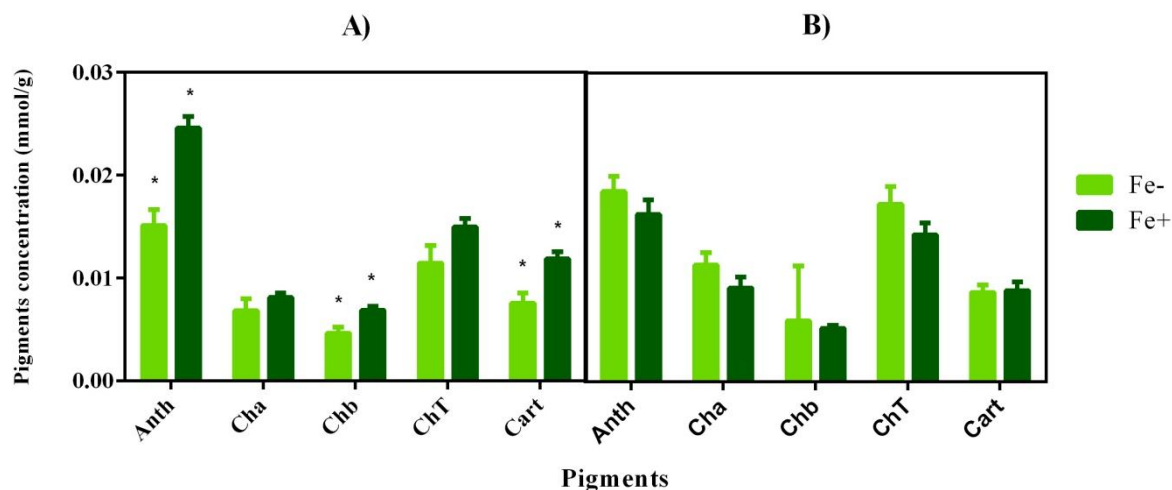 A) B)
Pigments concentration (mmol/g)
0.03
0.02
0.01
0.00
* * * * * *
Anth Cha Chb ChT Cart Anth Cha Chb ChT Cart
Pigments
Fe-
Fe+